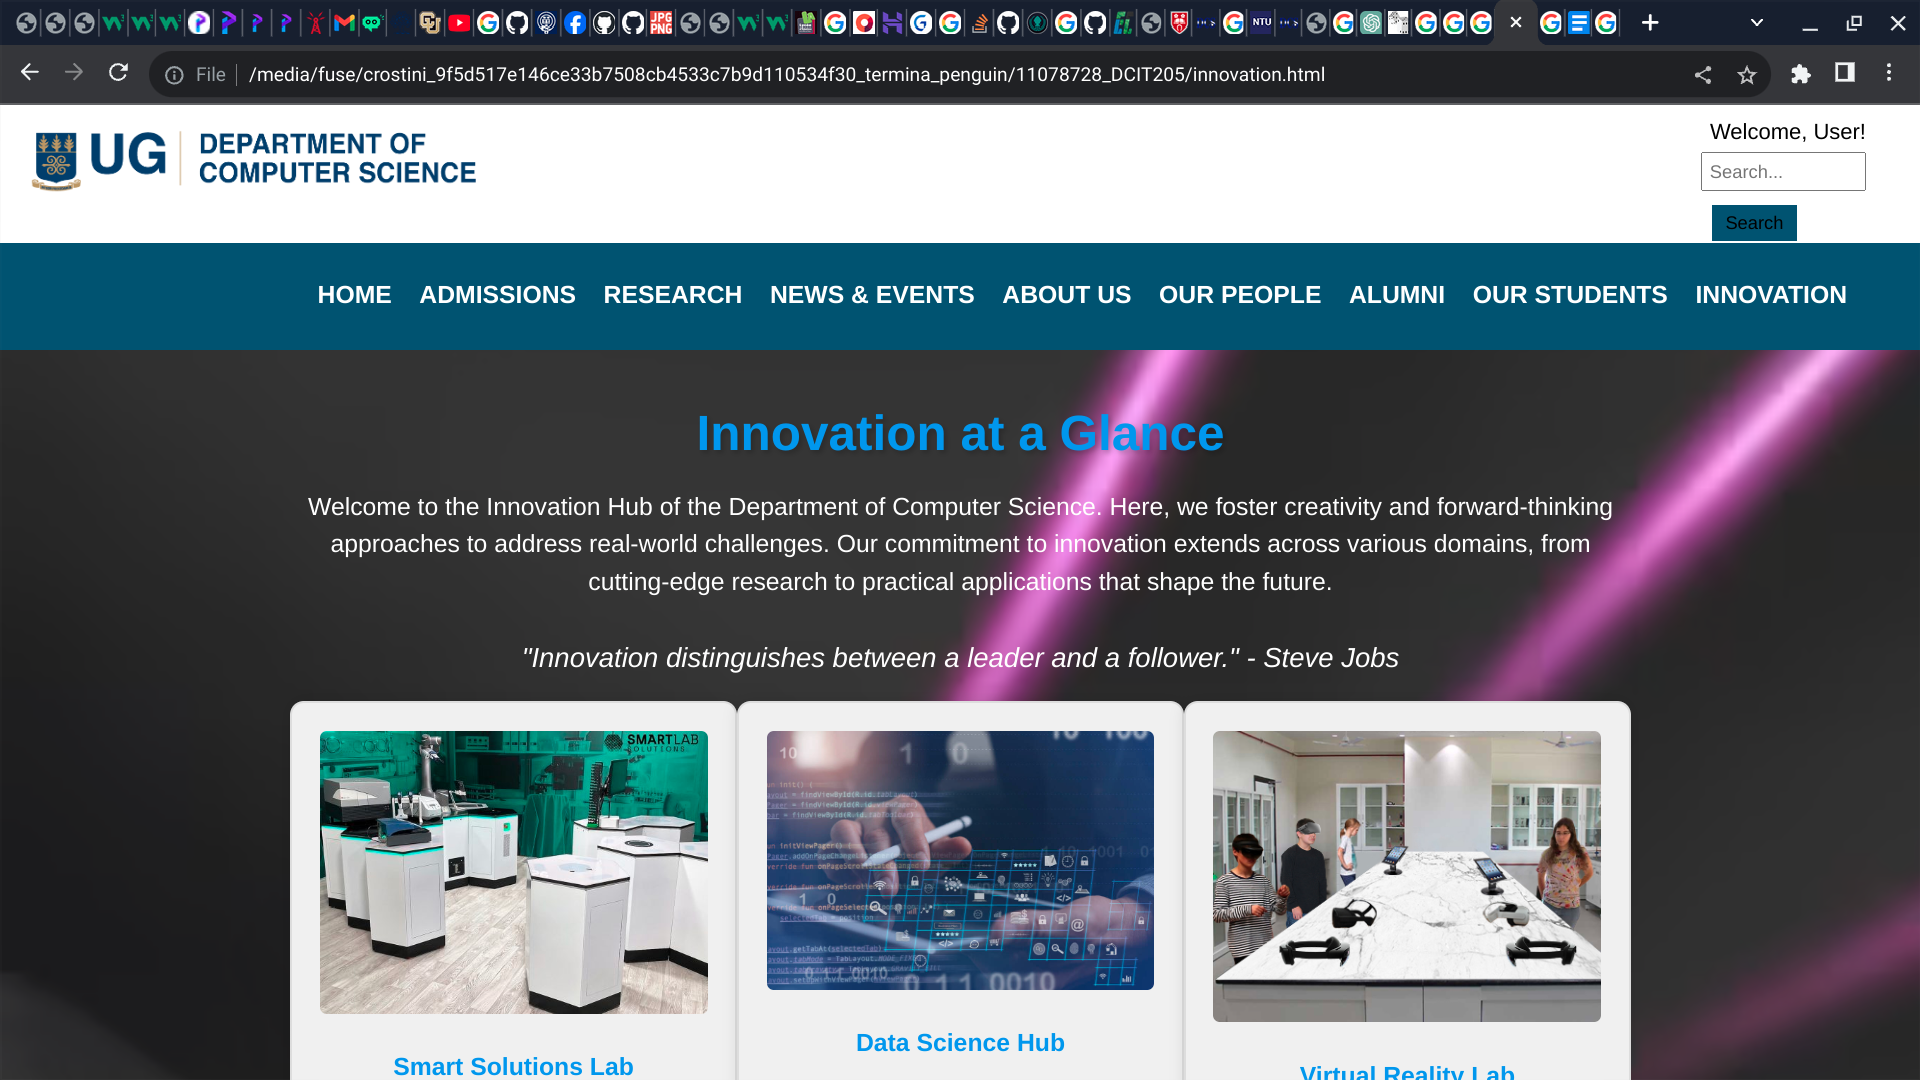 File /media/fuse/crostini_9f5d517e146ce33b7508cb4533c7b9d110534f30_termina_penguin/11078728_DCIT205/innovation.html
UG DEPARTMENT OF
COMPUTER SCIENCE
Welcome, User!
Search...
Search
HOME ADMISSIONS RESEARCH NEWS & EVENTS ABOUT US OUR PEOPLE ALUMNI OUR STUDENTS INNOVATION
Innovation at a Glance
Welcome to the Innovation Hub of the Department of Computer Science. Here, we foster creativity and forward-thinking
approaches to address real-world challenges. Our commitment to innovation extends across various domains, from
cutting-edge research to practical applications that shape the future.
"Innovation distinguishes between a leader and a follower." - Steve Jobs
SMARTLAB
SOLUTIONS
Smart Solutions Lab
Data Science Hub
Virtual Reality Lab